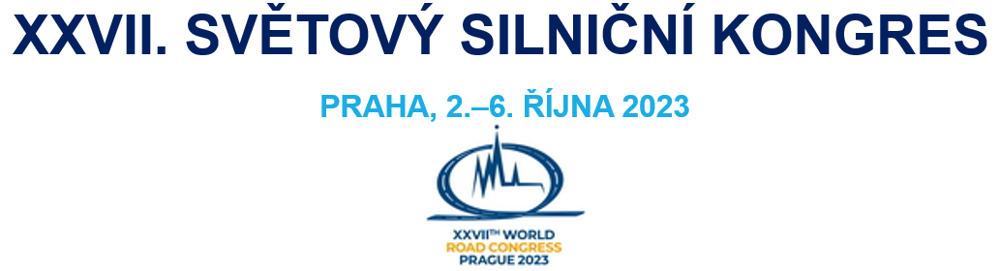 XXVII. SVĚTOVÝ SILNIČNÍ KONGRES
PRAHA, 2.–6. ŘÍJNA 2023
XXVIITH WORLD
ROAD CONGRESS
PRAGUE 2023